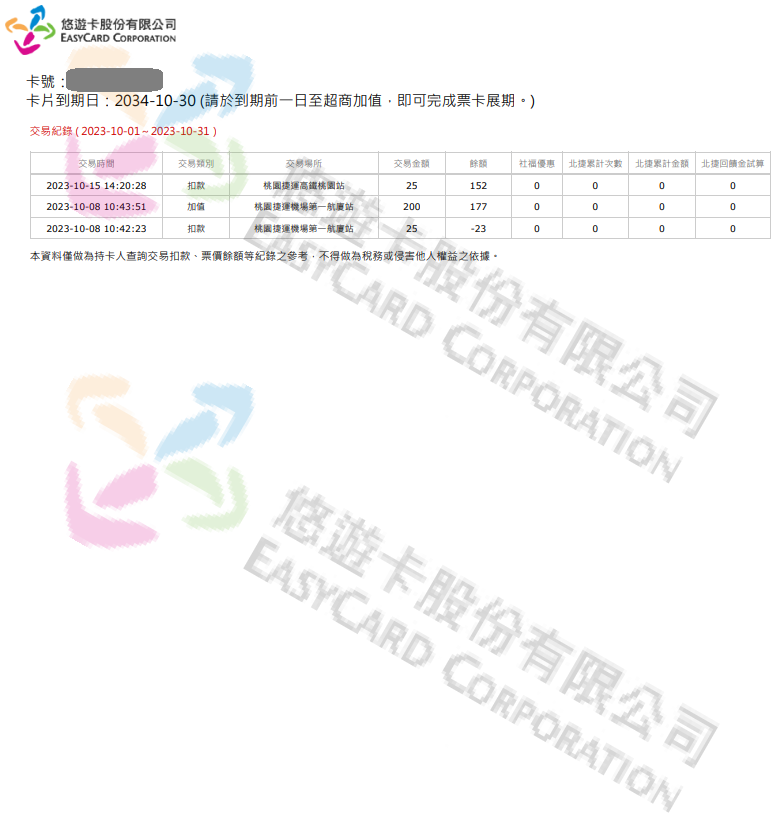 悠遊卡股份有限公司
EASYCARD CORPORATION
卡號：
卡片到期日：2034-10-30 (請於到期前一日至超商加值，即可完成票卡展期。)
交易紀錄 ( 2023-10-01 ~ 2023-10-31 )
交易時間 交易類別 交易場所 交易金額 餘額 社福優惠 北捷累計次數 北捷累計金額 北捷回饋金試算
2023-10-15 14:20:28 扣款 桃園捷運高鐵桃園站 25 152 0 0 0 0
2023-10-08 10:43:51 加值 桃園捷運機場第一航廈站 200 177 0 0 0 0
2023-10-08 10:42:23 扣款 桃園捷運機場第一航廈站 25 -23 0 0 0 0
本資料僅做為持卡人查詢交易扣款、票價餘額等紀錄之參考，不得做為稅務或侵害他人權益之依據。
悠遊卡股份有限公司
EASYCARD CORPORATION
悠遊卡股份有限公司
EASYCARD CORPORATION